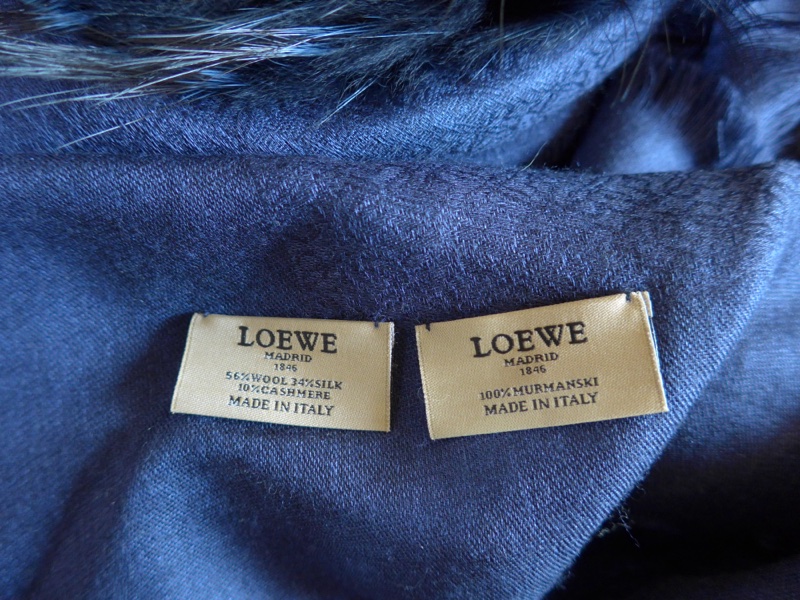 LOEWE
MADRID
1846
56%WOOL 34%SILK
10%CASHMERE
MADE IN ITALY
LOEWE
MADRID
1846
100%MURMANSKI
MADE IN ITALY